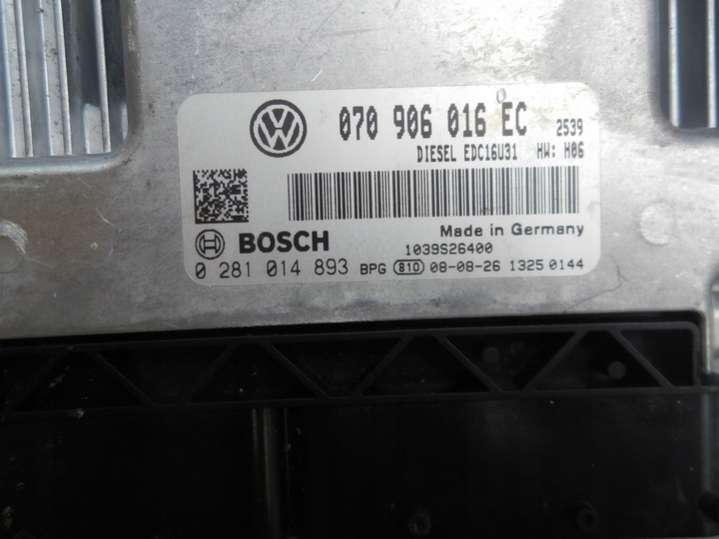 070 906 016 EC 2539
DIESEL EDC16U31 HW: H06
Made in Germany
BOSCH 1039S26400
0 281 014 893 BPG 810 08-08-26 1325 0144